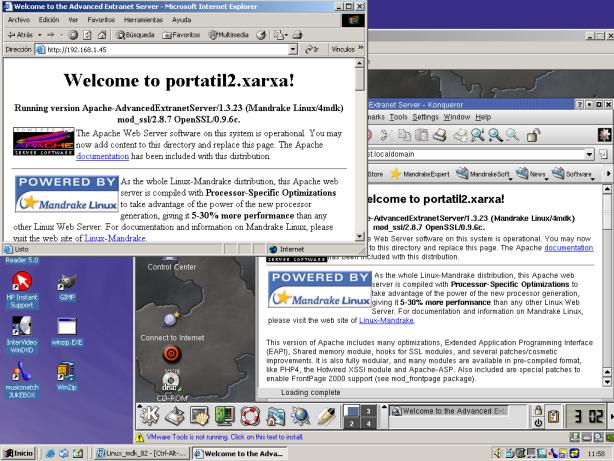 Welcome to the Advanced Extranet Server - Microsoft Internet Explorer
Archivo Edición Ver Favoritos Herramientas Ayuda
Atrás
Búsqueda Favoritos Multimedia
Dirección http://192.168.1.45 Ir Vínculos »
Welcome to portatil2.xarxa!
Running version Apache-AdvancedExtranetServer/1.3.23 (Mandrake Linux/4mdk)
mod_ssl/2.8.7 OpenSSL/0.9.6c.
POWERED BY
APACHE
SERVER SOFTWARE
The Apache Web Server software on this system is operational. You may
now add content to this directory and replace this page. The Apache
documentation has been included with this distribution.
POWERED BY
Mandrake Linux
As the whole Linux-Mandrake distribution, this Apache web
server is compiled with Processor-Specific Optimizations
to take advantage of the power of the new processor
generation, giving it 5-30% more performance than any
other Linux Web Server. For documentation and information on Mandrake Linux, please
visit the web site of Linux-Mandrake.
Listo Internet
Extranet Server - Konqueror
marks Tools Settings Window Help
st.localdomain
Store MandrakeExpert MandrakeSoft News Software
to portatil2.xarxa!
-AdvancedExtranetServer/1.3.23 (Mandrake Linux/4mdk)
mod_ssl/2.8.7 OpenSSL/0.9.6c.
Web Server software on this system is operational. You may now
to this directory and replace this page. The Apache documentation
been included with this distribution.
SERVER SOFTWARE
POWERED BY
Mandrake Linux
As the whole Linux-Mandrake distribution, this Apache web
server is compiled with Processor-Specific Optimizations to
take advantage of the power of the new processor generation,
giving it 5-30% more performance than any other Linux Web
Server. For documentation and information on Mandrake Linux,
please visit the web site of Linux-Mandrake.
This version of Apache includes many optimizations, Extended Application Programming Interface
(EAPI), Shared memory module, hooks for SSL modules, and several patches/cosmetic
improvements. It is also fully modular, and many modules are available in pre-compiled format,
like PHP4, the Hotwired XSSI module and Apache-ASP. Also included are special patches to
enable FrontPage 2000 support (see mod_frontpage package).
Loading complete
Reader 5.0
HP Instant
Support
GIMP
InterVideo
WinDVD
winzip.EXE
musicmatch
JUKEBOX
WinZip
Control Center
Connect to Internet
disc
CD-ROM
3
2 4
Welcome to the Advanced Ext
3 02
VMware Tools is not running. Click on this text to install.
Inicio
Linux_mdk_82 - [Ctrl-Alt-...
Welcome to the Adva...
11:58